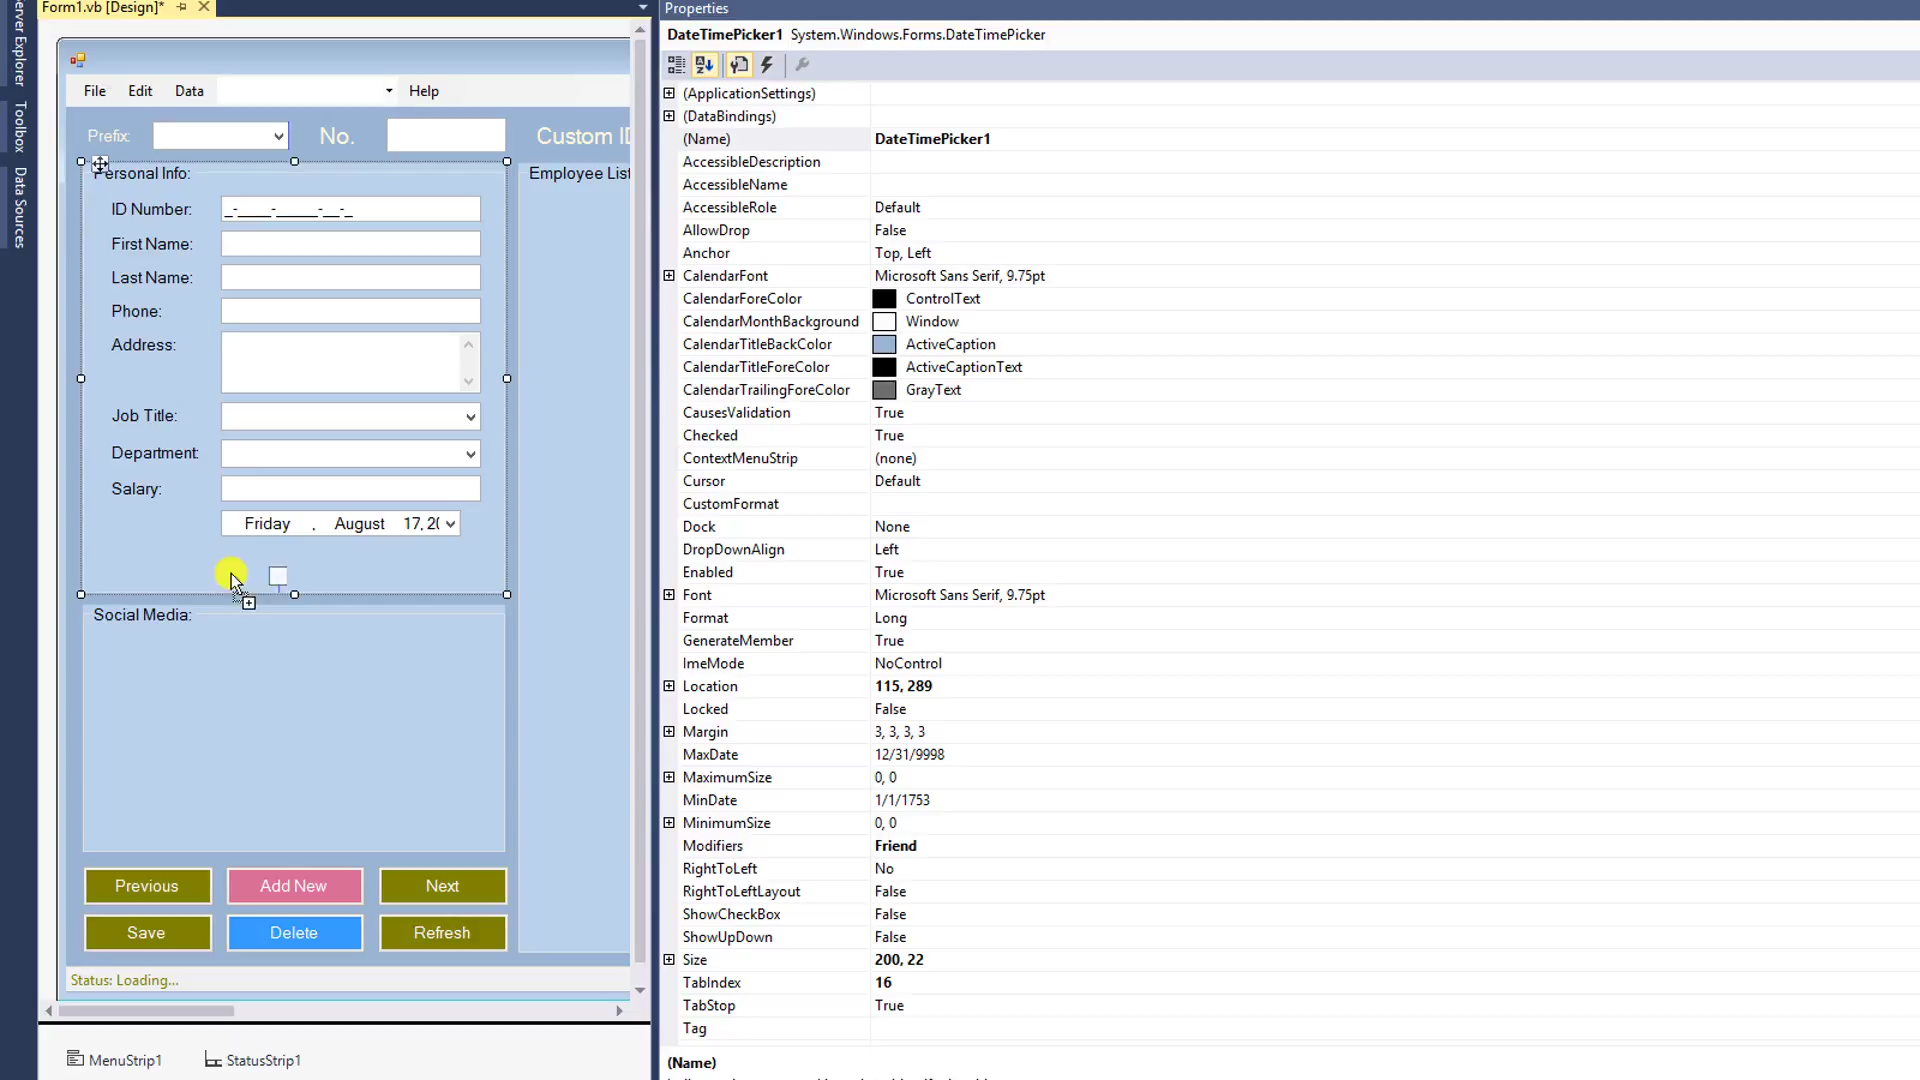 Form1.vb [Design]*
Server Explorer
Toolbox
Data Sources
File Edit Data Help
Prefix: No. Custom ID
Personal Info:
ID Number: _-____-_____-__-_
First Name:
Last Name:
Phone:
Address:
Job Title:
Department:
Salary:
Friday , August 17, 20
Employee List
Social Media:
Previous Add New Next
Save Delete Refresh
Status: Loading...
MenuStrip1 StatusStrip1
Properties
DateTimePicker1 System.Windows.Forms.DateTimePicker
(ApplicationSettings)
(DataBindings)
(Name) DateTimePicker1
AccessibleDescription
AccessibleName
AccessibleRole Default
AllowDrop False
Anchor Top, Left
CalendarFont Microsoft Sans Serif, 9.75pt
CalendarForeColor ControlText
CalendarMonthBackground Window
CalendarTitleBackColor ActiveCaption
CalendarTitleForeColor ActiveCaptionText
CalendarTrailingForeColor GrayText
CausesValidation True
Checked True
ContextMenuStrip (none)
Cursor Default
CustomFormat
Dock None
DropDownAlign Left
Enabled True
Font Microsoft Sans Serif, 9.75pt
Format Long
GenerateMember True
ImeMode NoControl
Location 115, 289
Locked False
Margin 3, 3, 3, 3
MaxDate 12/31/9998
MaximumSize 0, 0
MinDate 1/1/1753
MinimumSize 0, 0
Modifiers Friend
RightToLeft No
RightToLeftLayout False
ShowCheckBox False
ShowUpDown False
Size 200, 22
TabIndex 16
TabStop True
Tag
(Name)